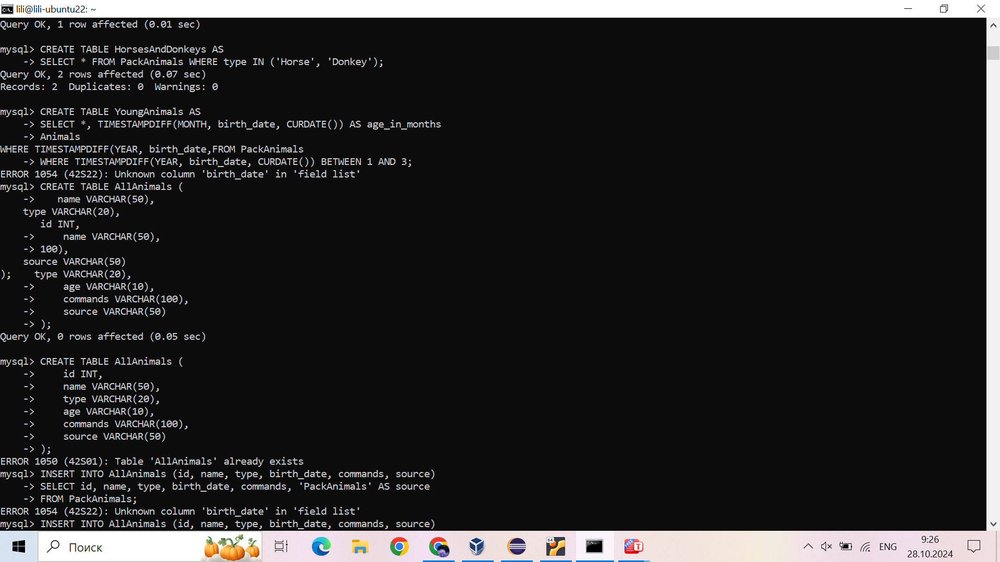 lili@lili-ubuntu22: ~
Query OK, 1 row affected (0.01 sec)
mysql> CREATE TABLE HorsesAndDonkeys AS
    -> SELECT * FROM PackAnimals WHERE type IN ('Horse', 'Donkey');
Query OK, 2 rows affected (0.07 sec)
Records: 2  Duplicates: 0  Warnings: 0
mysql> CREATE TABLE YoungAnimals AS
    -> SELECT *, TIMESTAMPDIFF(MONTH, birth_date, CURDATE()) AS age_in_months
    -> Animals
WHERE TIMESTAMPDIFF(YEAR, birth_date,FROM PackAnimals
    -> WHERE TIMESTAMPDIFF(YEAR, birth_date, CURDATE()) BETWEEN 1 AND 3;
ERROR 1054 (42S22): Unknown column 'birth_date' in 'field list'
mysql> CREATE TABLE AllAnimals (
    ->    name VARCHAR(50),
    type VARCHAR(20),
       id INT,
    ->     name VARCHAR(50),
    -> 100),
    source VARCHAR(50)
);    type VARCHAR(20),
    ->     age VARCHAR(10),
    ->     commands VARCHAR(100),
    ->     source VARCHAR(50)
    -> );
Query OK, 0 rows affected (0.05 sec)
mysql> CREATE TABLE AllAnimals (
    ->     id INT,
    ->     name VARCHAR(50),
    ->     type VARCHAR(20),
    ->     age VARCHAR(10),
    ->     commands VARCHAR(100),
    ->     source VARCHAR(50)
    -> );
ERROR 1050 (42S01): Table 'AllAnimals' already exists
mysql> INSERT INTO AllAnimals (id, name, type, birth_date, commands, source)
    -> SELECT id, name, type, birth_date, commands, 'PackAnimals' AS source
    -> FROM PackAnimals;
ERROR 1054 (42S22): Unknown column 'birth_date' in 'field list'
mysql> INSERT INTO AllAnimals (id, name, type, birth_date, commands, source)
Поиск
64
FREE T
ENG
9:26
28.10.2024